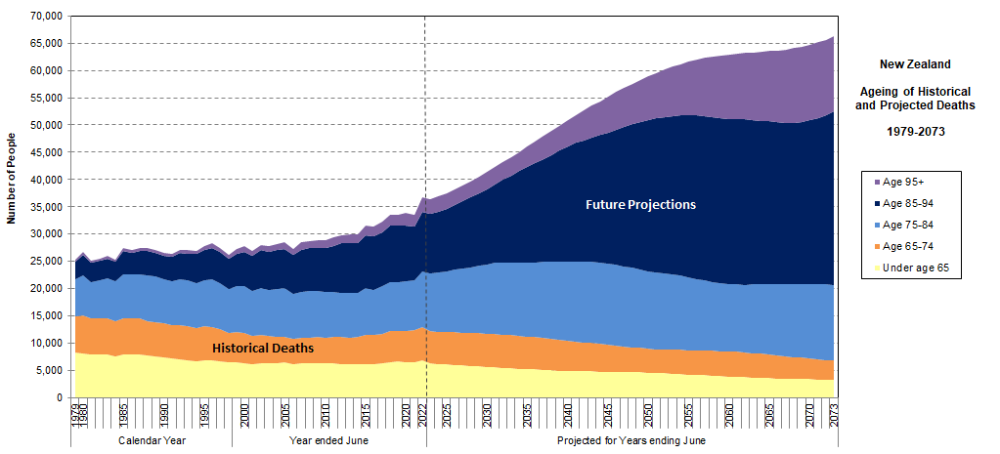 70,000
65,000
60,000
55,000
50,000
45,000
40,000
35,000
30,000
25,000
20,000
15,000
10,000
5,000
0
Number of People
Future Projections
Historical Deaths
1979
1980
1985
1990
1995
2000
2005
2010
2015
2020
2022
2025
2030
2035
2040
2045
2050
2055
2060
2065
2070
2073
Calendar Year
Year ended June
Projected for Years ending June
New Zealand
Ageing of Historical
and Projected Deaths
1979-2073
Age 95+
Age 85-94
Age 75-84
Age 65-74
Under age 65